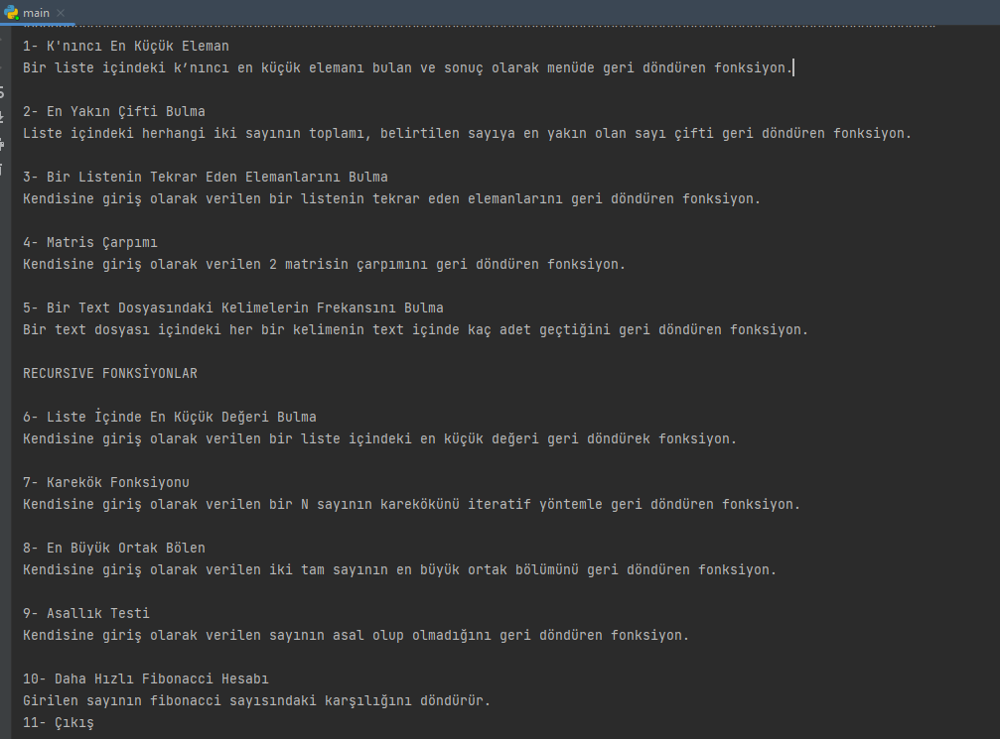 main
1- K'nıncı En Küçük Eleman
Bir liste içindeki k’nıncı en küçük elemanı bulan ve sonuç olarak menüde geri döndüren fonksiyon.
2- En Yakın Çifti Bulma
Liste içindeki herhangi iki sayının toplamı, belirtilen sayıya en yakın olan sayı çifti geri döndüren fonksiyon.
3- Bir Listenin Tekrar Eden Elemanlarını Bulma
Kendisine giriş olarak verilen bir listenin tekrar eden elemanlarını geri döndüren fonksiyon.
4- Matris Çarpımı
Kendisine giriş olarak verilen 2 matrisin çarpımını geri döndüren fonksiyon.
5- Bir Text Dosyasındaki Kelimelerin Frekansını Bulma
Bir text dosyası içindeki her bir kelimenin text içinde kaç adet geçtiğini geri döndüren fonksiyon.
RECURSIVE FONKSİYONLAR
6- Liste İçinde En Küçük Değeri Bulma
Kendisine giriş olarak verilen bir liste içindeki en küçük değeri geri döndürek fonksiyon.
7- Karekök Fonksiyonu
Kendisine giriş olarak verilen bir N sayının karekökünü iteratif yöntemle geri döndüren fonksiyon.
8- En Büyük Ortak Bölen
Kendisine giriş olarak verilen iki tam sayının en büyük ortak bölümünü geri döndüren fonksiyon.
9- Asallık Testi
Kendisine giriş olarak verilen sayının asal olup olmadığını geri döndüren fonksiyon.
10- Daha Hızlı Fibonacci Hesabı
Girilen sayının fibonacci sayısındaki karşılığını döndürür.
11- Çıkış